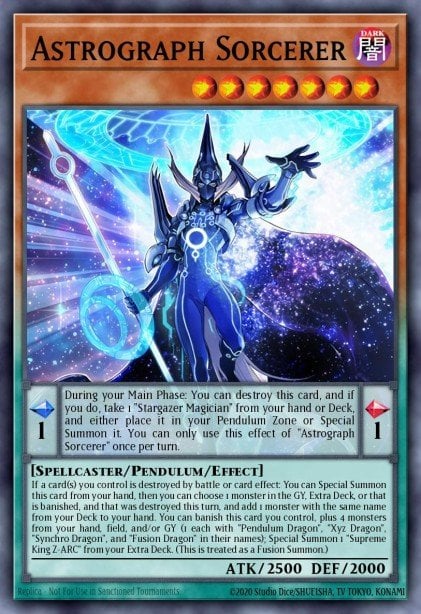 ASTROGRAPH SORCERER
DARK
闇
During your Main Phase: You can destroy this card, and if
you do, take 1 "Stargazer Magician" from your hand or Deck,
and either place it in your Pendulum Zone or Special
Summon it. You can only use this effect of "Astrograph
Sorcerer" once per turn.
1
1
[SPELLCASTER/PENDULUM/EFFECT]
If a card(s) you control is destroyed by battle or card effect: You can Special Summon
this card from your hand, then you can choose 1 monster in the GY, Extra Deck, or that
is banished, and that was destroyed this turn, and add 1 monster with the same name
from your Deck to your hand. You can banish this card you control, plus 4 monsters
from your hand, field, and/or GY (1 each with "Pendulum Dragon", "Xyz Dragon",
"Synchro Dragon", and "Fusion Dragon" in their names); Special Summon 1 "Supreme
King Z-ARC" from your Extra Deck. (This is treated as a Fusion Summon.)
ATK/2500 DEF/2000
Replica - Not For Use in Sanctioned Tournaments
©2020 Studio Dice/SHUEISHA, TV TOKYO, KONAMI